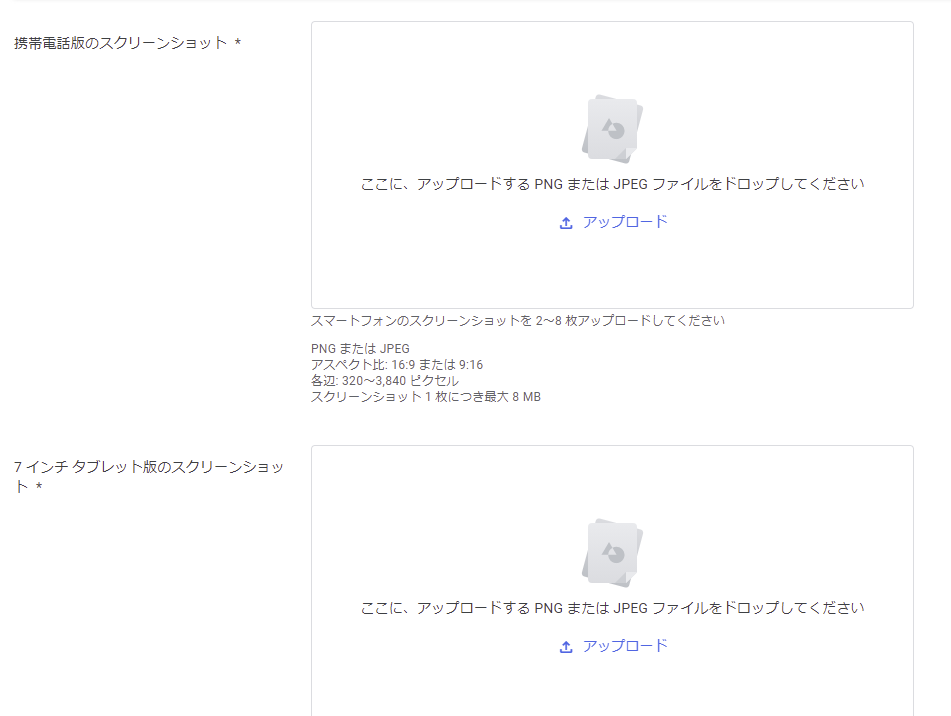 携帯電話版のスクリーンショット *
ここに、アップロードする PNG または JPEG ファイルをドロップしてください
アップロード
スマートフォンのスクリーンショットを 2～8 枚アップロードしてください
PNG または JPEG
アスペクト比: 16:9 または 9:16
各辺: 320～3,840 ピクセル
スクリーンショット 1 枚につき最大 8 MB
7 インチ タブレット版のスクリーンショッ
ト *
ここに、アップロードする PNG または JPEG ファイルをドロップしてください
アップロード